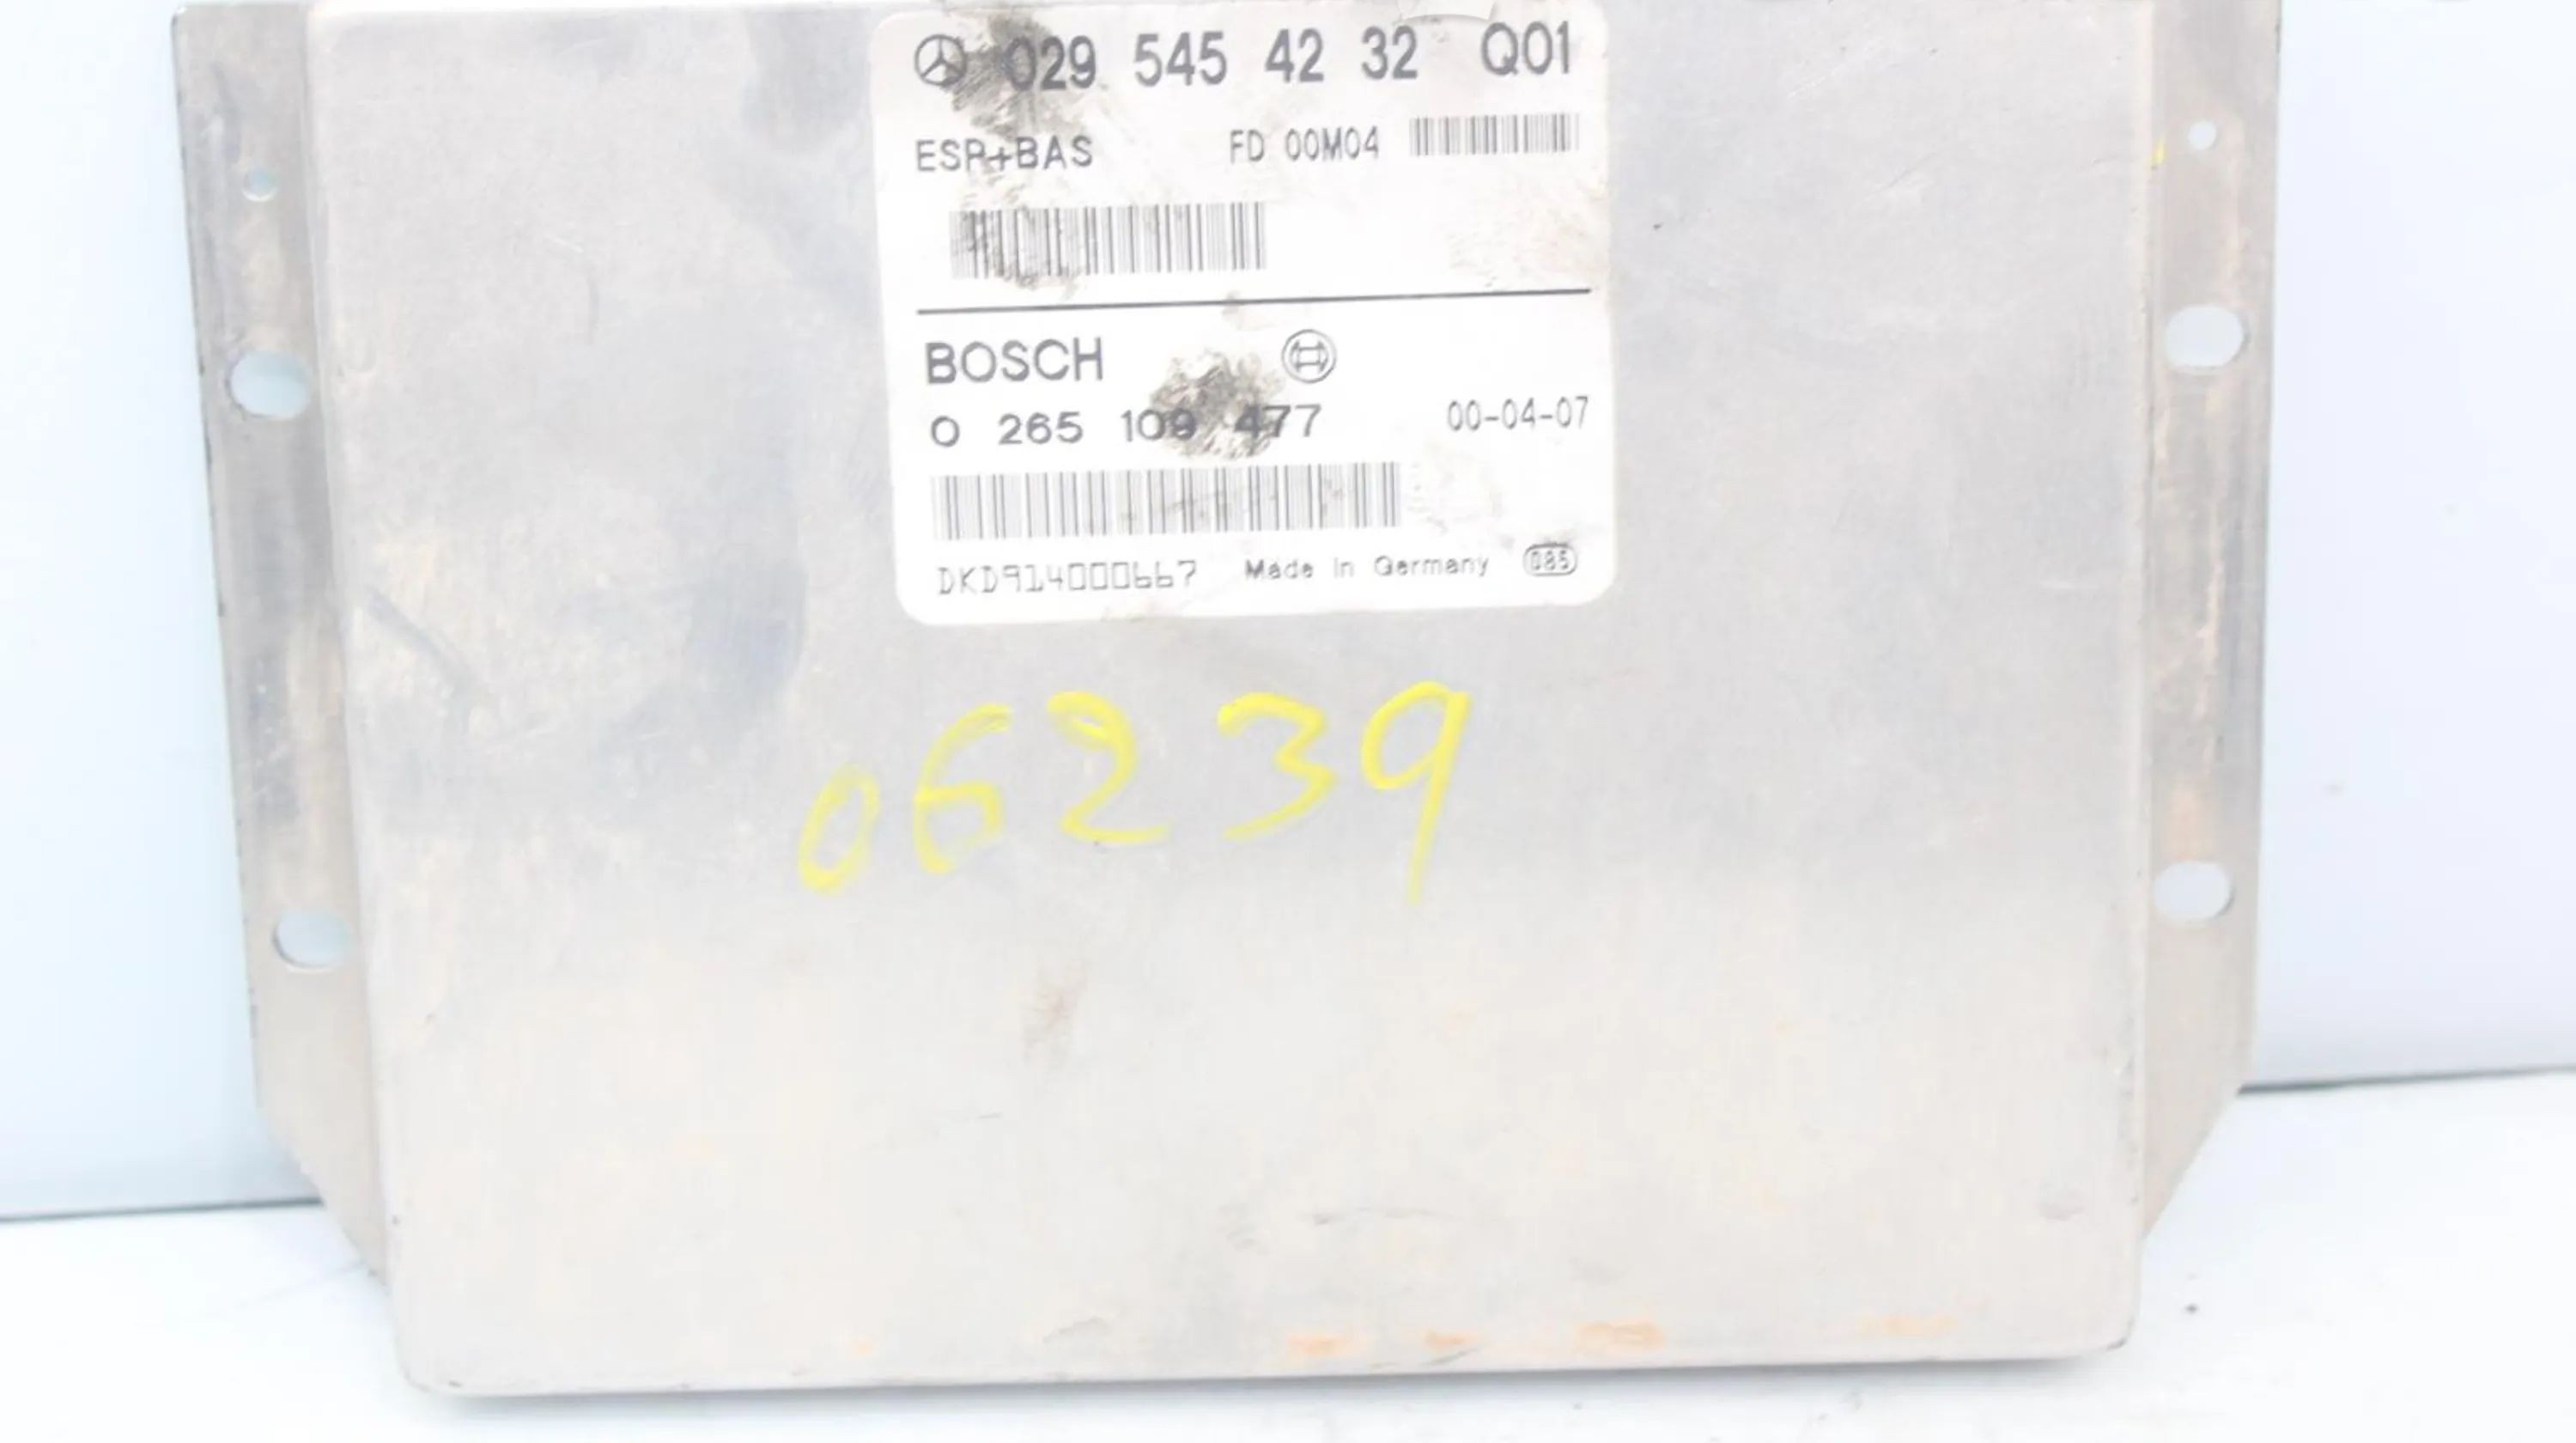 029 545 42 32 Q01
ESP+BAS FD 00M04
BOSCH
0 265 109 477 00-04-07
DKD914000667 Made in Germany 085
06239